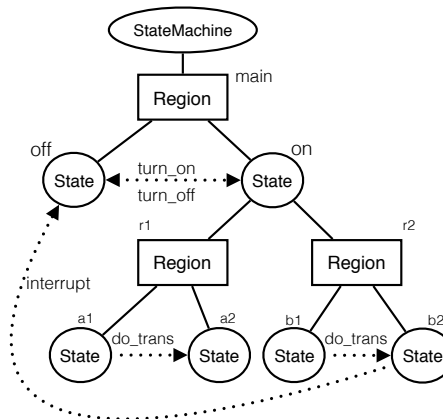 StateMachine
main
Region
off
on
State
turn_on
turn_off
State
r1
r2
Region
Region
interrupt
a1
a2
b1
b2
do_trans
do_trans
State
State
State
State